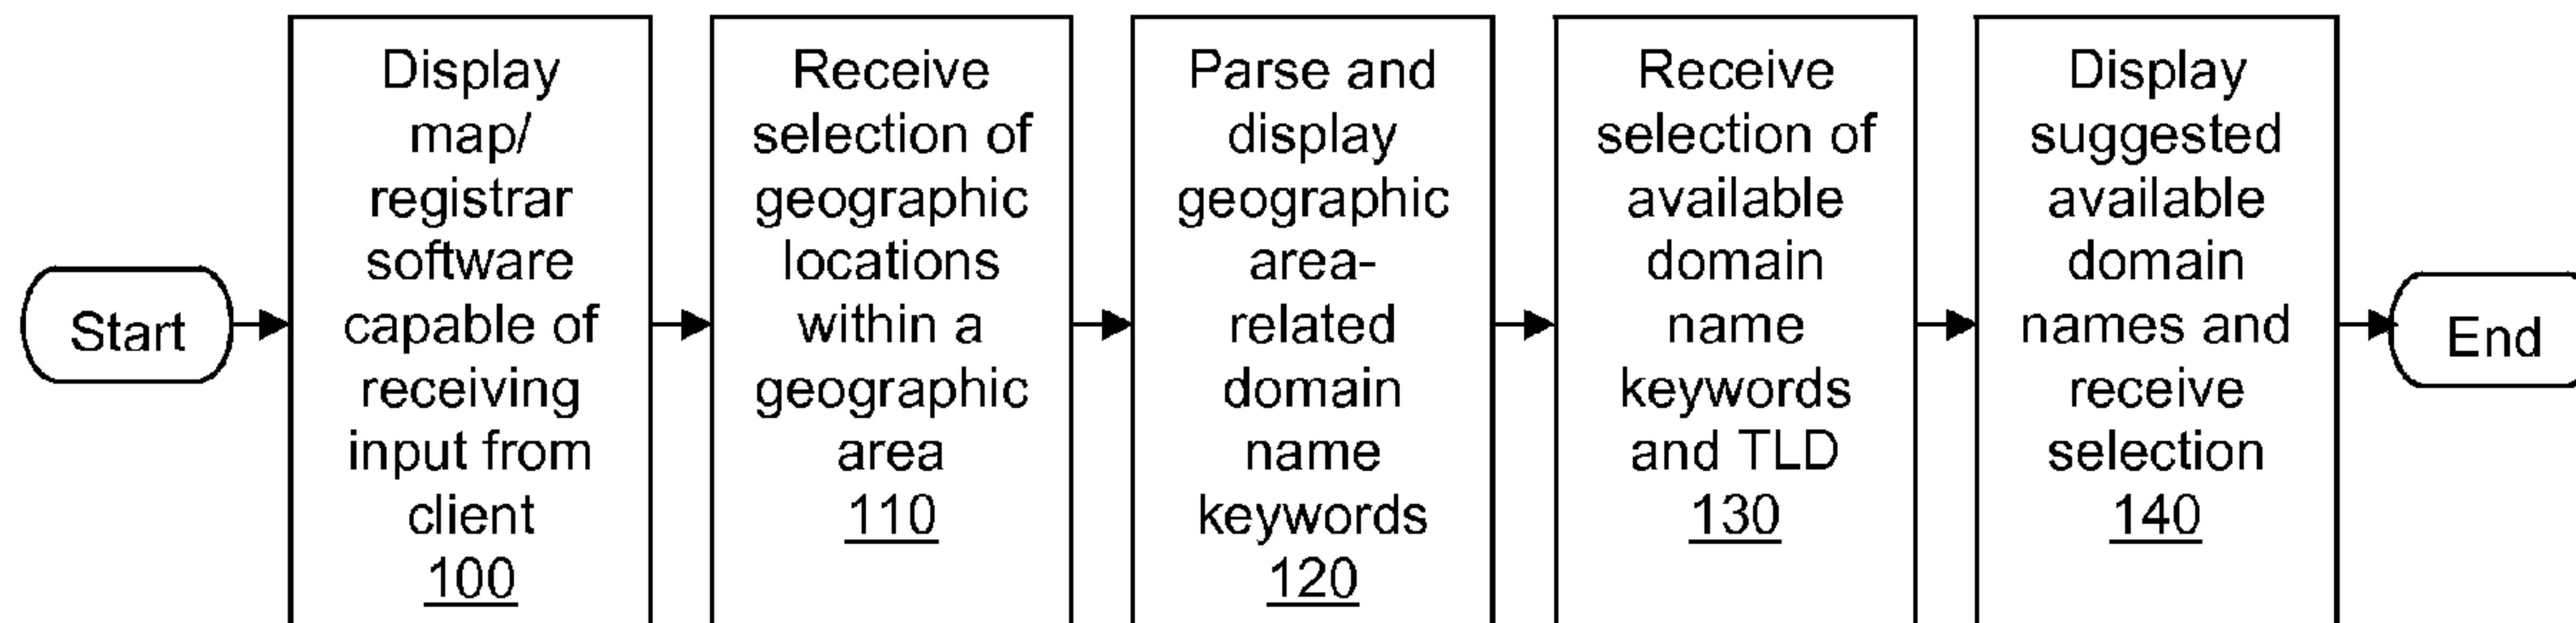 Start
Display
map/
registrar
software
capable of
receiving
input from
client
100
Receive
selection of
geographic
locations
within a
geographic
area
110
Parse and
display
geographic
area-
related
domain
name
keywords
120
Receive
selection of
available
domain
name
keywords
and TLD
130
Display
suggested
available
domain
names and
receive
selection
140
End